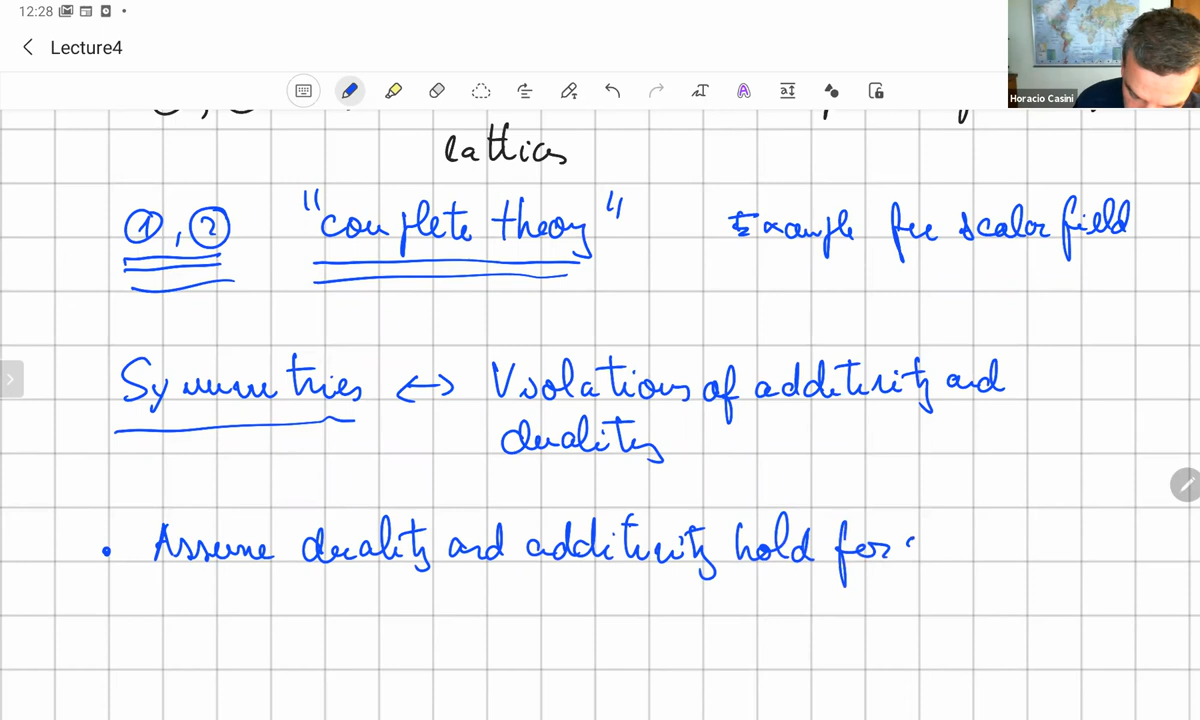 12:28
Lecture4
Horacio Casini
lattices
①, ② "complete theory" Example free scalar field
Symmetries ↔ Violations of additivity and
duality
• Assume duality and additivity hold for